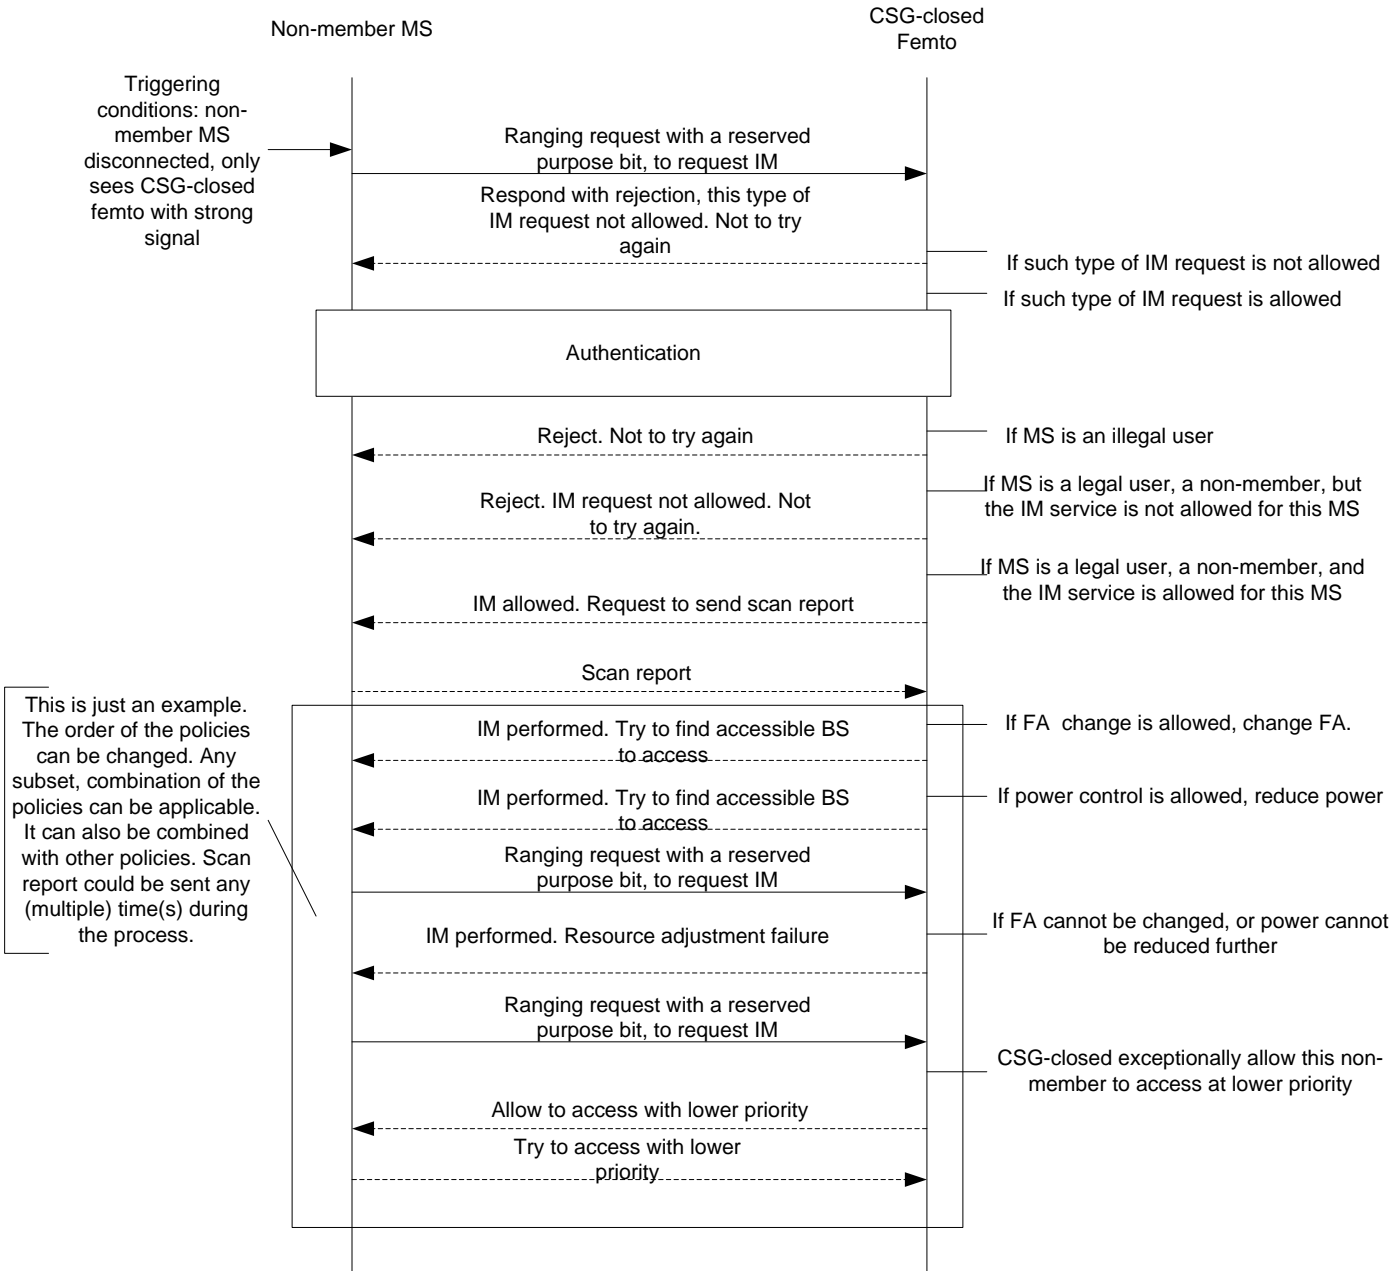 Non-member MS
CSG-closed
Femto
Triggering
conditions: non-
member MS
disconnected, only
sees CSG-closed
femto with strong
signal
Ranging request with a reserved
purpose bit, to request IM
Respond with rejection, this type of
IM request not allowed. Not to try
again
If such type of IM request is not allowed
If such type of IM request is allowed
Authentication
Reject. Not to try again
If MS is an illegal user
Reject. IM request not allowed. Not
to try again.
If MS is a legal user, a non-member, but
the IM service is not allowed for this MS
If MS is a legal user, a non-member, and
the IM service is allowed for this MS
IM allowed. Request to send scan report
Scan report
This is just an example.
The order of the policies
can be changed. Any
subset, combination of the
policies can be applicable.
It can also be combined
with other policies. Scan
report could be sent any
(multiple) time(s) during
the process.
IM performed. Try to find accessible BS
to access
If FA change is allowed, change FA.
IM performed. Try to find accessible BS
to access
If power control is allowed, reduce power
Ranging request with a reserved
purpose bit, to request IM
IM performed. Resource adjustment failure
If FA cannot be changed, or power cannot
be reduced further
Ranging request with a reserved
purpose bit, to request IM
CSG-closed exceptionally allow this non-
member to access at lower priority
Allow to access with lower priority
Try to access with lower
priority